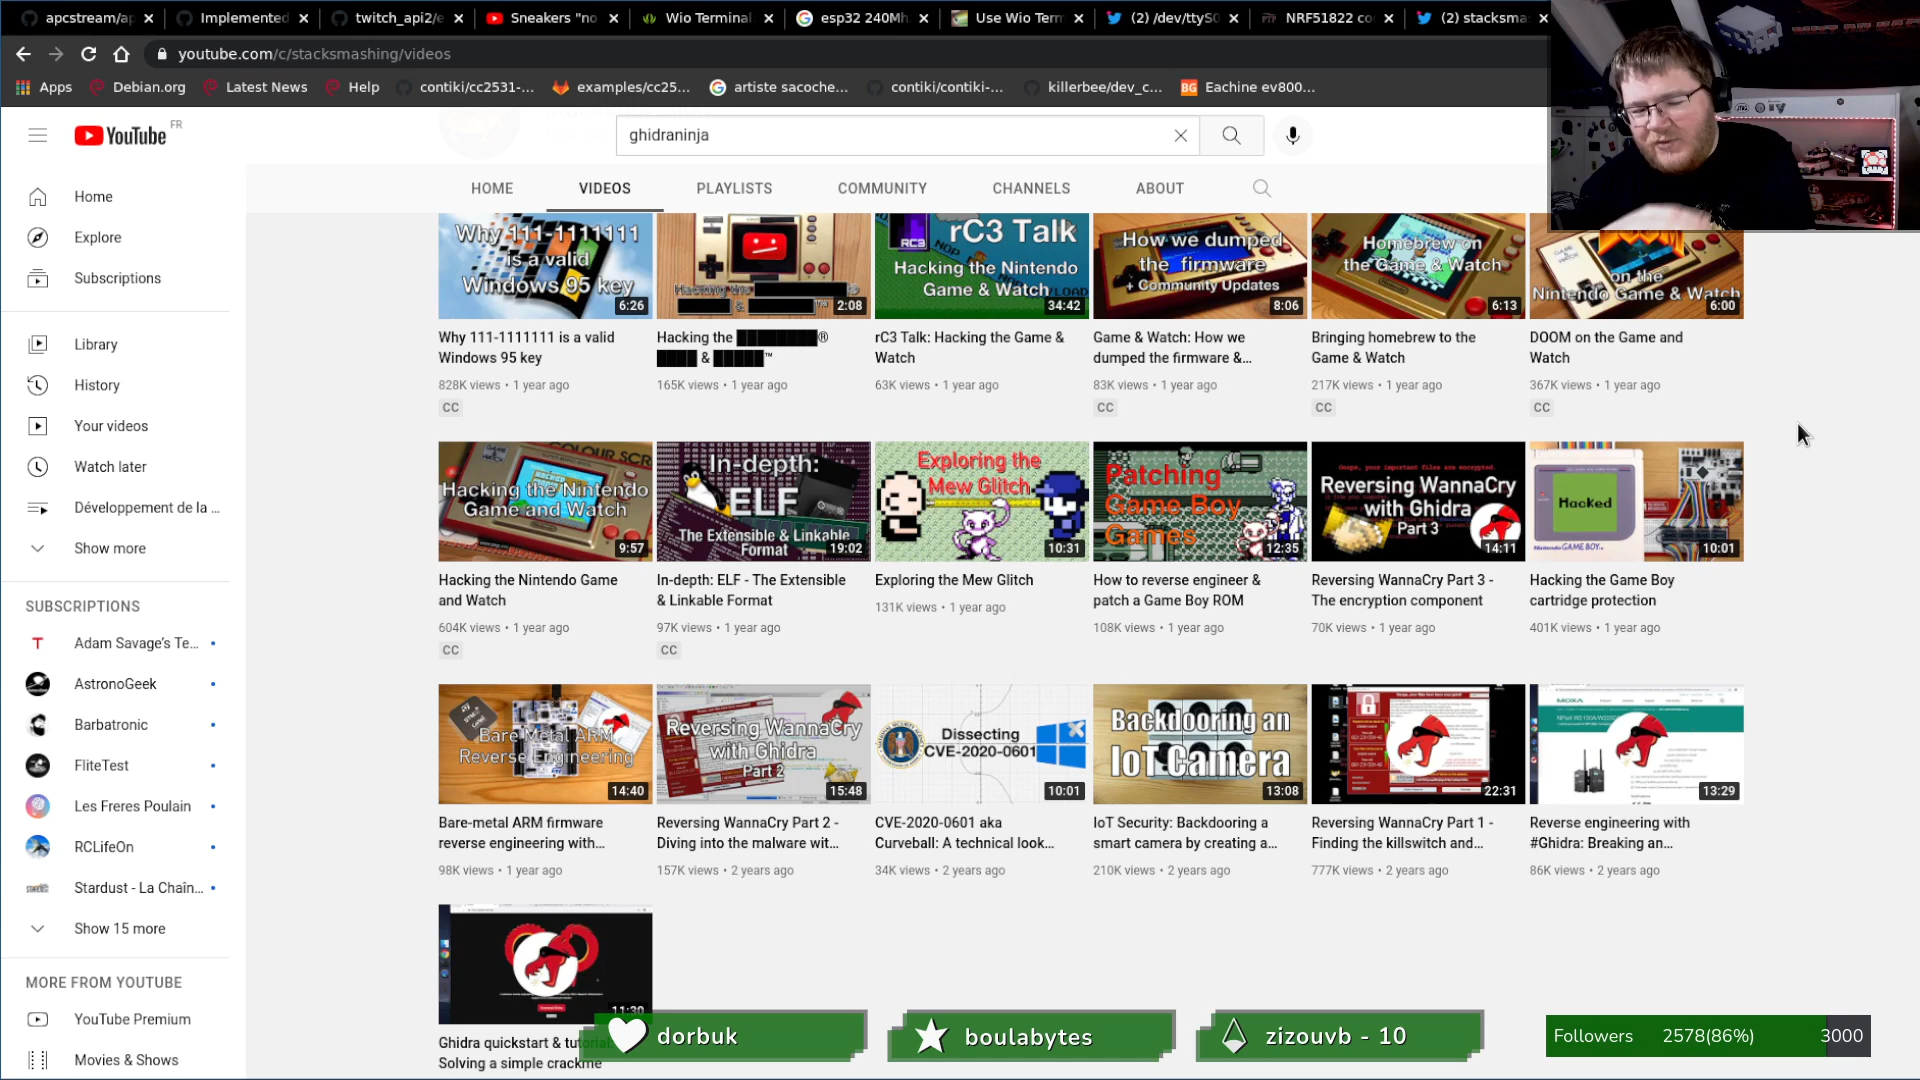 apcstream/ap
Implemented
twitch_api2/e
Sneakers "no
Wio Terminal
esp32 240Mh
Use Wio Term
(2) /dev/ttyS0
NRF51822 co
(2) stacksma
youtube.com/c/stacksmashing/videos
Apps
Debian.org
Latest News
Help
contiki/cc2531-...
examples/cc25...
artiste sacoche...
contiki/contiki-...
killerbee/dev_c...
BG Eachine ev800...
YouTube FR
ghidraninja
HOME
VIDEOS
PLAYLISTS
COMMUNITY
CHANNELS
ABOUT
Home
Explore
Subscriptions
Library
History
Your videos
Watch later
Développement de la ...
Show more
SUBSCRIPTIONS
Adam Savage's Te...
AstronoGeek
Barbatronic
FliteTest
Les Freres Poulain
RCLifeOn
Stardust - La Chaîn...
Show 15 more
MORE FROM YOUTUBE
YouTube Premium
Movies & Shows
Why 111-1111111
is a valid
Windows 95 key
6:26
Why 111-1111111 is a valid
Windows 95 key
828K views • 1 year ago
CC
Hacking the
&
2:08
Hacking the ®
& ™
165K views • 1 year ago
RC3
rC3 Talk
Hacking the Nintendo
Game & Watch
34:42
rC3 Talk: Hacking the Game &
Watch
63K views • 1 year ago
How we dumped
the firmware
+ Community Updates
8:06
Game & Watch: How we
dumped the firmware &...
83K views • 1 year ago
CC
Homebrew on
the Game & Watch
6:13
Bringing homebrew to the
Game & Watch
217K views • 1 year ago
CC
on the
Nintendo Game & Watch
6:00
DOOM on the Game and
Watch
367K views • 1 year ago
CC
Hacking the Nintendo
Game and Watch
9:57
Hacking the Nintendo Game
and Watch
604K views • 1 year ago
CC
In-depth:
ELF
The Extensible & Linkable
Format
19:02
In-depth: ELF - The Extensible
& Linkable Format
97K views • 1 year ago
CC
Exploring the
Mew Glitch
10:31
Exploring the Mew Glitch
131K views • 1 year ago
Patching
Game Boy
Games
12:35
How to reverse engineer &
patch a Game Boy ROM
108K views • 1 year ago
Ooops, your important files are encrypted.
Reversing WannaCry
with Ghidra
Part 3
14:11
Reversing WannaCry Part 3 -
The encryption component
70K views • 1 year ago
Hacked
Nintendo GAME BOY
10:01
Hacking the Game Boy
cartridge protection
401K views • 1 year ago
Bare Metal ARM
Reverse Engineering
14:40
Bare-metal ARM firmware
reverse engineering with...
98K views • 1 year ago
Reversing WannaCry
with Ghidra
Part 2
15:48
Reversing WannaCry Part 2 -
Diving into the malware wit...
157K views • 2 years ago
Dissecting
CVE-2020-0601
10:01
CVE-2020-0601 aka
Curveball: A technical look...
34K views • 2 years ago
Backdooring an
IoT Camera
13:08
IoT Security: Backdooring a
smart camera by creating a...
210K views • 2 years ago
22:31
Reversing WannaCry Part 1 -
Finding the killswitch and...
777K views • 2 years ago
MOXA
13:29
Reverse engineering with
#Ghidra: Breaking an...
86K views • 2 years ago
11:30
Ghidra quickstart & tutorial:
Solving a simple crackme
dorbuk
boulabytes
zizouvb - 10
Followers 2578(86%) 3000